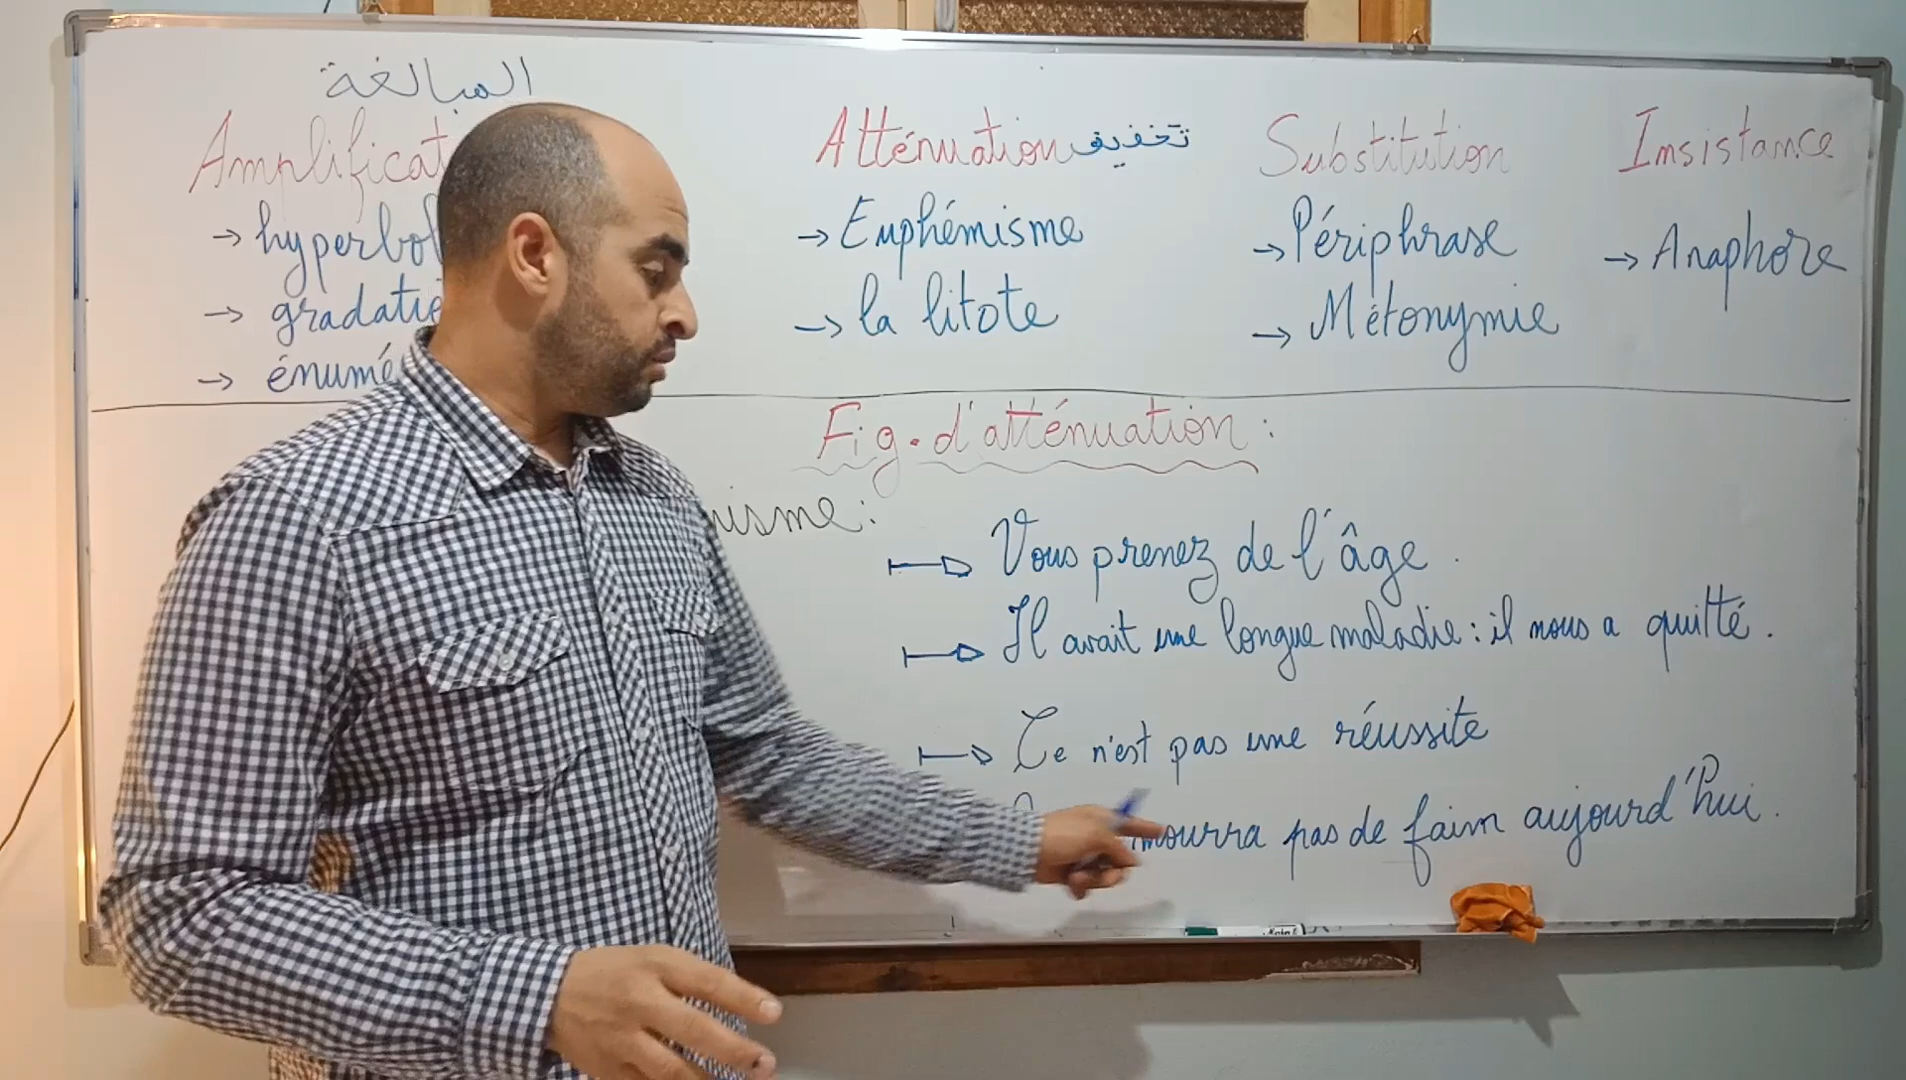 المبالغة
Amplificat
→ hyperbol
→ gradatio
→ énumé
Atténuation تخفيف
→ Euphémisme
→ la litote
Substitution
→ Périphrase
→ Métonymie
Insistance
→ Anaphore
Fig. d'atténuation :
isme :
Vous prenez de l'âge.
Il avait une longue maladie : il nous a quitté.
Ce n'est pas une réussite
mourra pas de faim aujourd'hui.